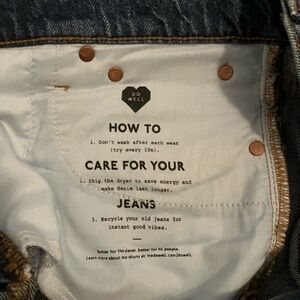 DO
WELL
HOW TO
1. Don't wash after each wear
(try every 10x).
CARE FOR YOUR
2. Skip the dryer to save energy and
make denim last longer.
JEANS
3. Recycle your old jeans for
instant good vibes.
better for the planet. better for its people.
Learn more about the dirts at madewell.com/dowell.